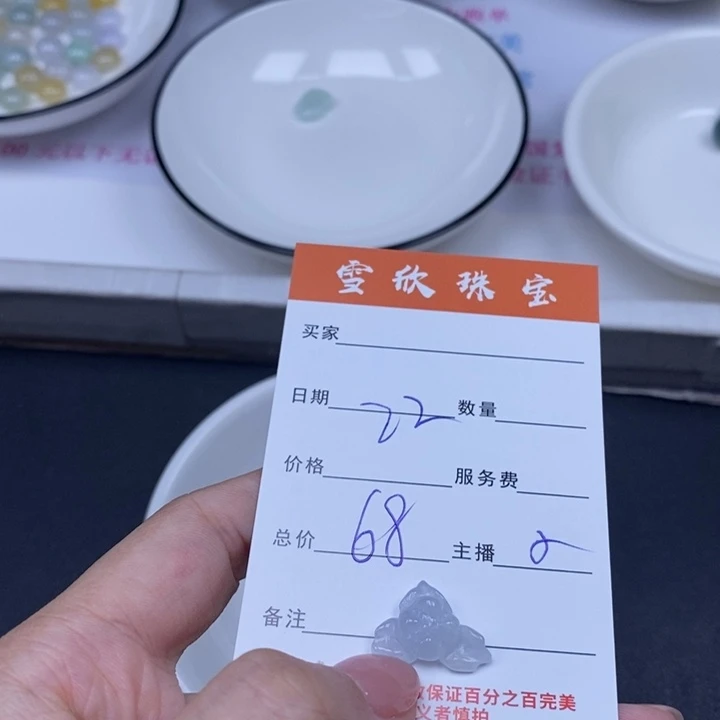 雪欣珠宝
买家
日期 22 数量
价格 服务费
总价 68 主播
备注
保证百分之百完美
义者慎拍